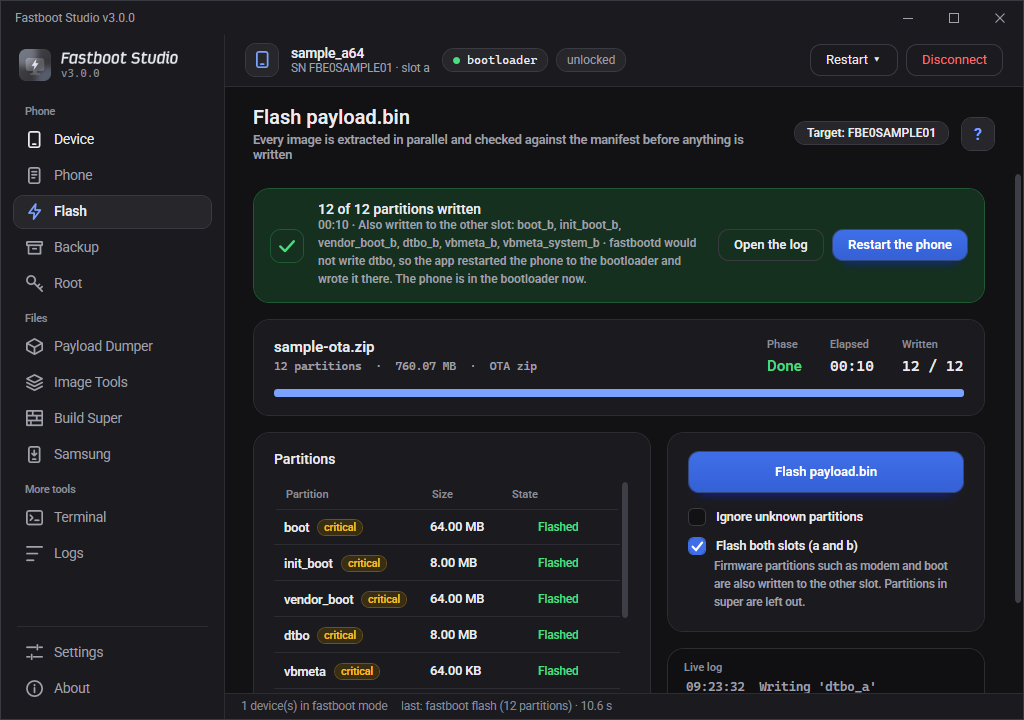 Fastboot Studio v3.0.0
Fastboot Studio
v3.0.0
Phone
Device
Phone
Flash
Backup
Root
Files
Payload Dumper
Image Tools
Build Super
Samsung
More tools
Terminal
Logs
Settings
About
sample_a64
SN FBE0SAMPLE01 · slot a
bootloader
unlocked
Restart ▾
Disconnect
Flash payload.bin
Every image is extracted in parallel and checked against the manifest before anything is
written
Target: FBE0SAMPLE01
?
12 of 12 partitions written
00:10 · Also written to the other slot: boot_b, init_boot_b,
vendor_boot_b, dtbo_b, vbmeta_b, vbmeta_system_b · fastbootd would
not write dtbo, so the app restarted the phone to the bootloader and
wrote it there. The phone is in the bootloader now.
Open the log
Restart the phone
sample-ota.zip
12 partitions · 760.07 MB · OTA zip
Phase Elapsed Written
Done 00:10 12 / 12
Partitions
Partition Size State
boot critical 64.00 MB Flashed
init_boot critical 8.00 MB Flashed
vendor_boot critical 64.00 MB Flashed
dtbo critical 8.00 MB Flashed
vbmeta critical 64.00 KB Flashed
Flash payload.bin
Ignore unknown partitions
Flash both slots (a and b)
Firmware partitions such as modem and boot
are also written to the other slot. Partitions in
super are left out.
Live log
09:23:32 Writing 'dtbo_a'
1 device(s) in fastboot mode last: fastboot flash (12 partitions) · 10.6 s